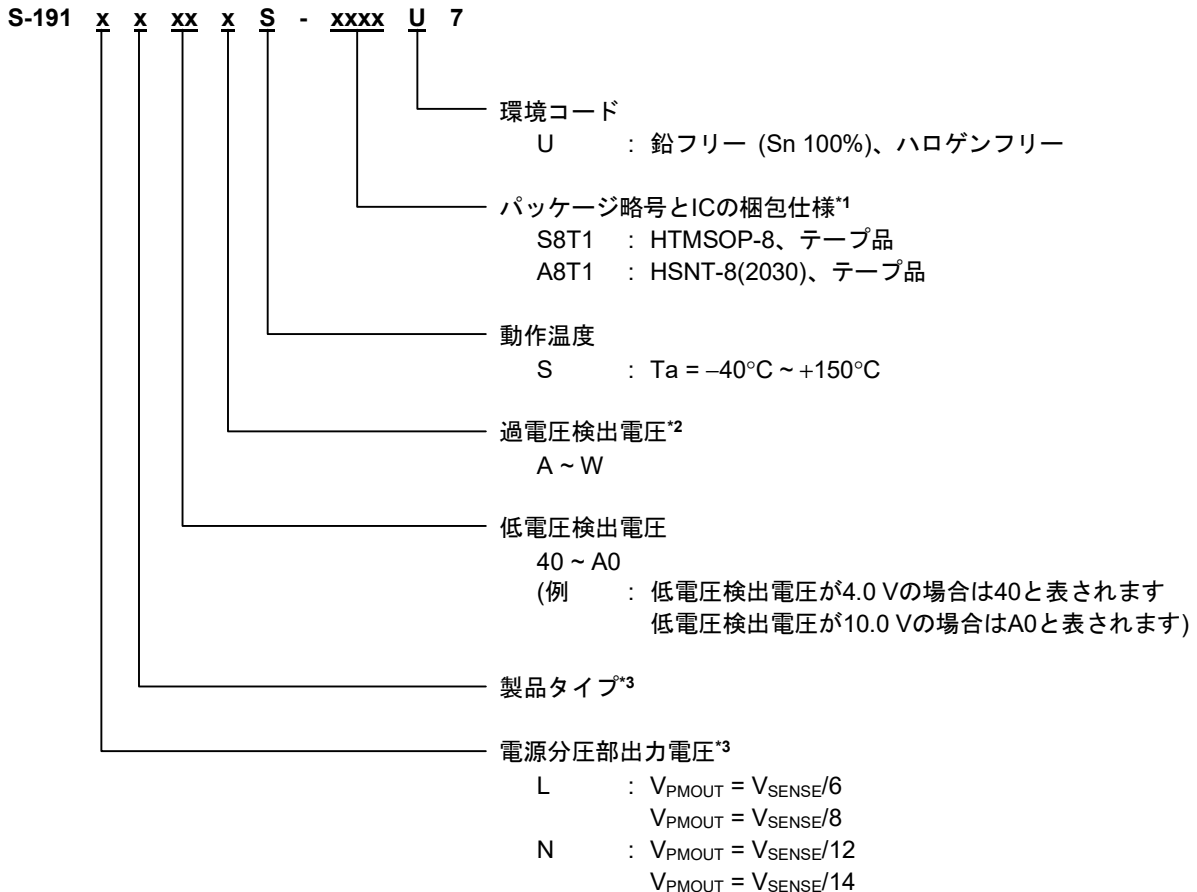 S-191 x x xx x S - xxxx U 7
環境コード
U : 鉛フリー (Sn 100%)、ハロゲンフリー
パッケージ略号とICの梱包仕様*1
S8T1 : HTMSOP-8、テープ品
A8T1 : HSNT-8(2030)、テープ品
動作温度
S : Ta = −40°C ~ +150°C
過電圧検出電圧*2
A ~ W
低電圧検出電圧
40 ~ A0
(例 : 低電圧検出電圧が4.0 Vの場合は40と表されます
低電圧検出電圧が10.0 Vの場合はA0と表されます)
製品タイプ*3
電源分圧部出力電圧*3
L : VPMOUT = VSENSE/6
VPMOUT = VSENSE/8
N : VPMOUT = VSENSE/12
VPMOUT = VSENSE/14